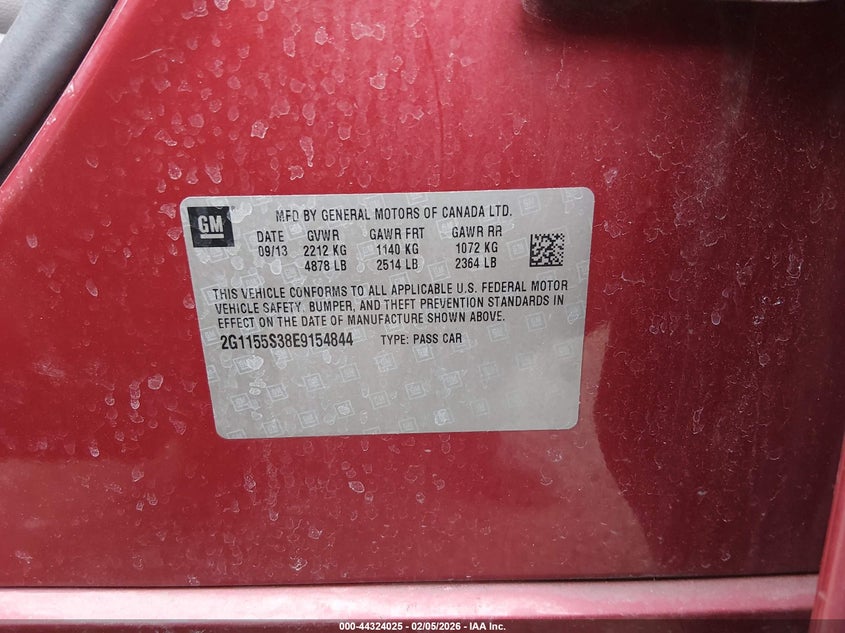 GM
MFD BY GENERAL MOTORS OF CANADA LTD.
DATE GVWR GAWR FRT GAWR RR
09/13 2212 KG 1140 KG 1072 KG
4878 LB 2514 LB 2364 LB
THIS VEHICLE CONFORMS TO ALL APPLICABLE U.S. FEDERAL MOTOR
VEHICLE SAFETY, BUMPER, AND THEFT PREVENTION STANDARDS IN
EFFECT ON THE DATE OF MANUFACTURE SHOWN ABOVE.
2G1155S38E9154844 TYPE: PASS CAR
000-44324025 - 02/05/2026 - IAA Inc.